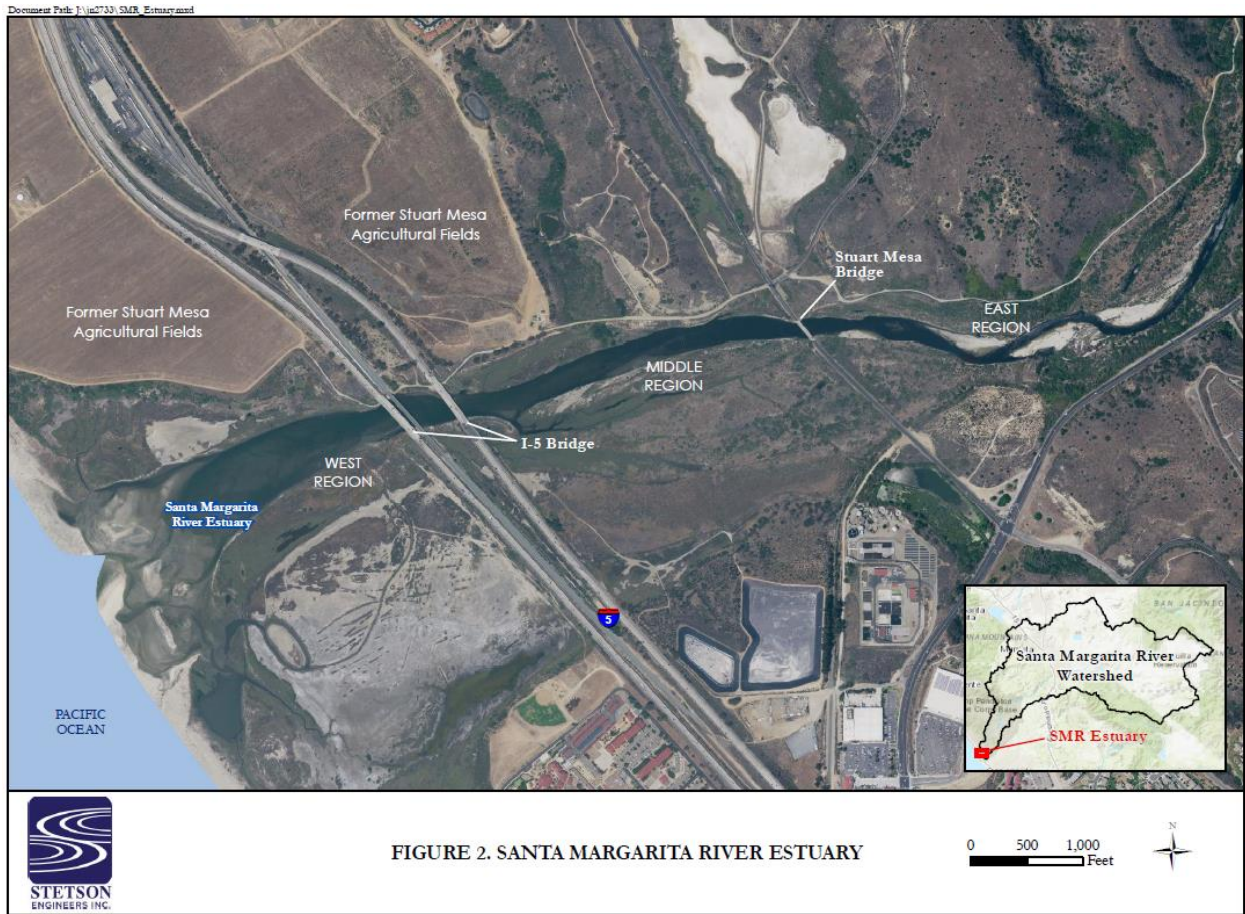 Document Path: J:\jn2733\SMR_Estuary.mxd
Former Stuart Mesa
Agricultural Fields
Former Stuart Mesa
Agricultural Fields
Stuart Mesa
Bridge
EAST
REGION
MIDDLE
REGION
I-5 Bridge
WEST
REGION
Santa Margarita
River Estuary
5
PACIFIC
OCEAN
SAN JACINTO
Santa Margarita River
Watershed
SMR Estuary
STETSON
ENGINEERS INC.
FIGURE 2. SANTA MARGARITA RIVER ESTUARY
0 500 1,000
Feet
N